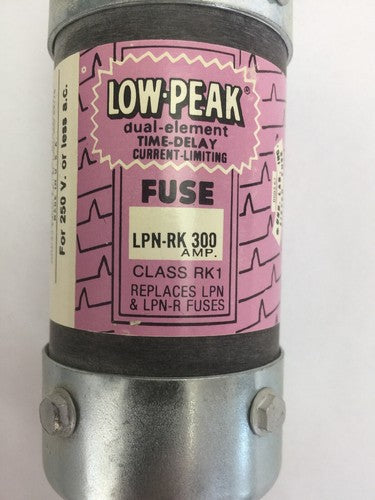 LOW-PEAK®
dual-element
TIME-DELAY
CURRENT-LIMITING
FUSE
LPN-RK 300
AMP.
CLASS RK1
REPLACES LPN
& LPN-R FUSES
For 250 V. or less a.c.